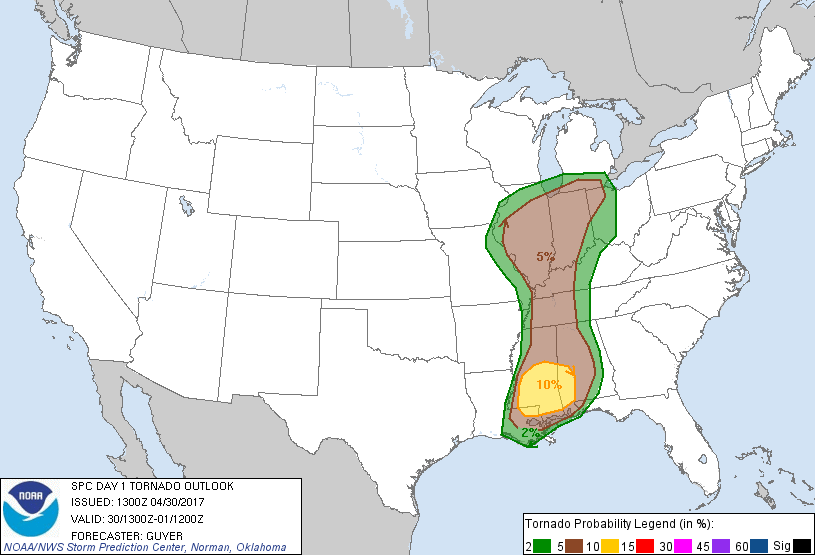 5%
10%
2%
NOAA
SPC DAY 1 TORNADO OUTLOOK
ISSUED: 1300Z 04/30/2017
VALID: 30/1300Z-01/1200Z
FORECASTER: GUYER
NOAA/NWS Storm Prediction Center, Norman, Oklahoma
Tornado Probability Legend (in %):
2 5 10 15 30 45 60 Sig